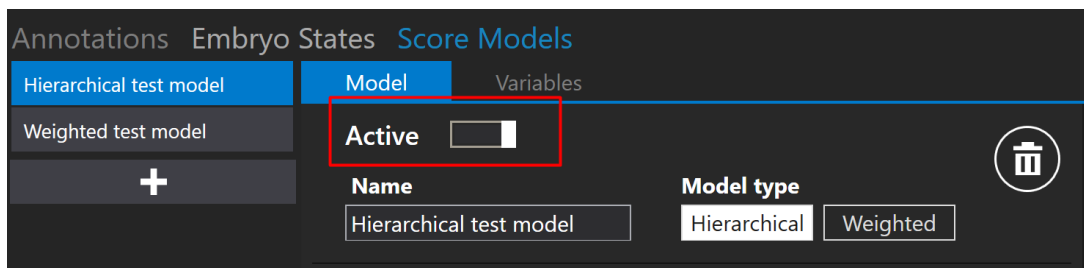 Annotations Embryo States Score Models
Hierarchical test model
Model Variables
Weighted test model
Active
Name Model type
Hierarchical test model Hierarchical Weighted